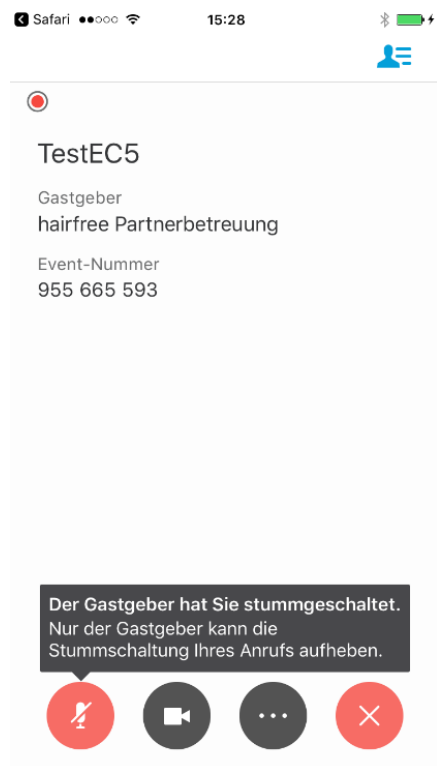 Safari 15:28
TestEC5
Gastgeber
hairfree Partnerbetreuung
Event-Nummer
955 665 593
Der Gastgeber hat Sie stummgeschaltet.
Nur der Gastgeber kann die
Stummschaltung Ihres Anrufs aufheben.